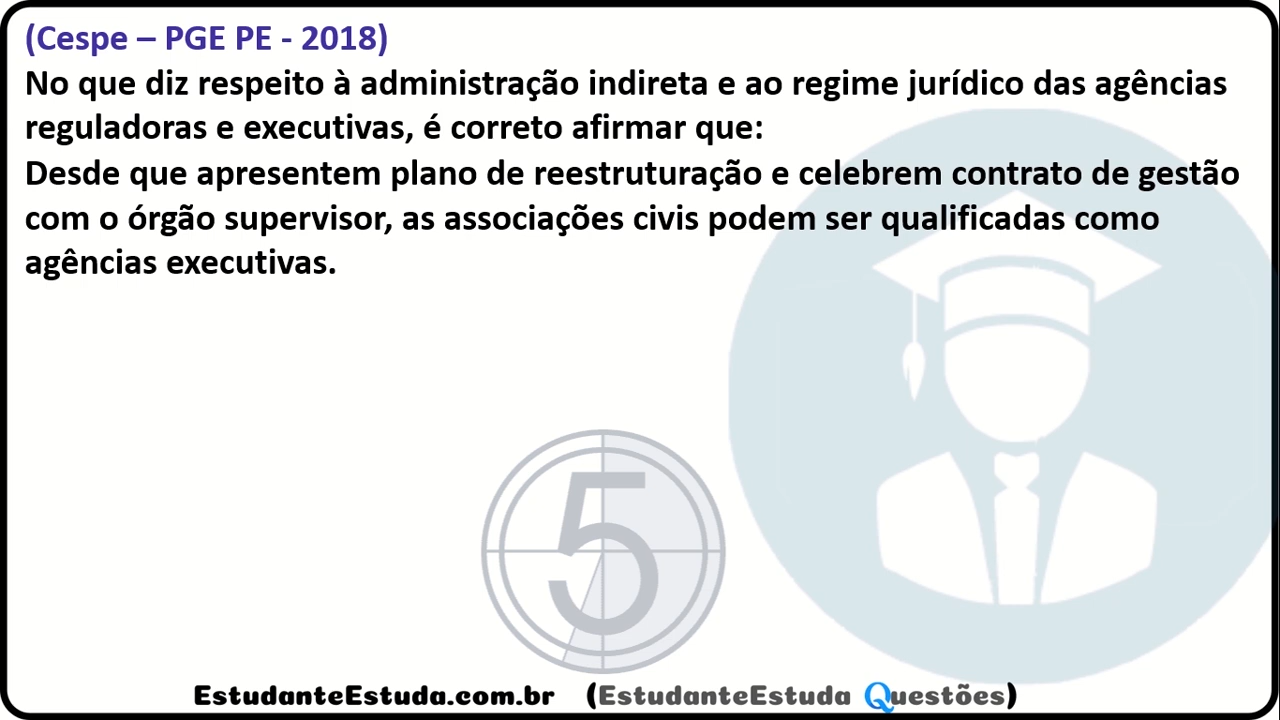 (Cespe – PGE PE - 2018)
No que diz respeito à administração indireta e ao regime jurídico das agências
reguladoras e executivas, é correto afirmar que:
Desde que apresentem plano de reestruturação e celebrem contrato de gestão
com o órgão supervisor, as associações civis podem ser qualificadas como
agências executivas.
5
EstudanteEstuda.com.br (EstudanteEstuda Questões)